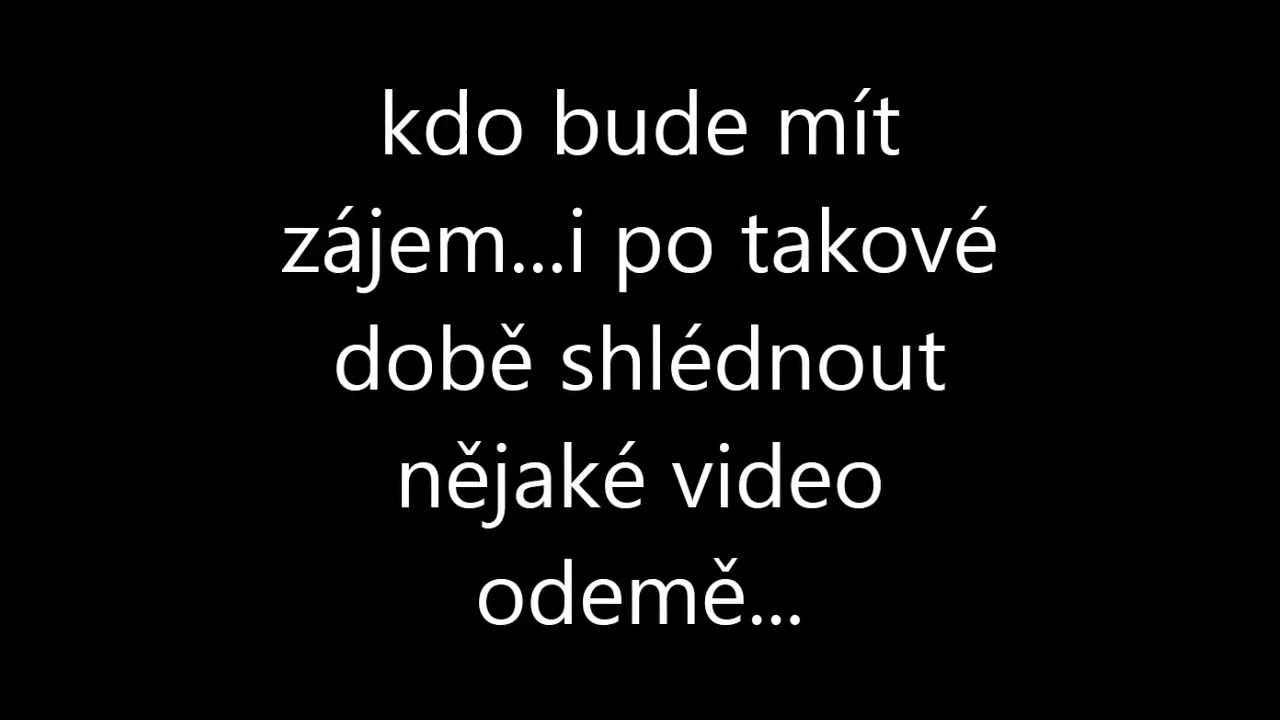 kdo bude mít
zájem...i po takové
době shlédnout
nějaké video
odemě...